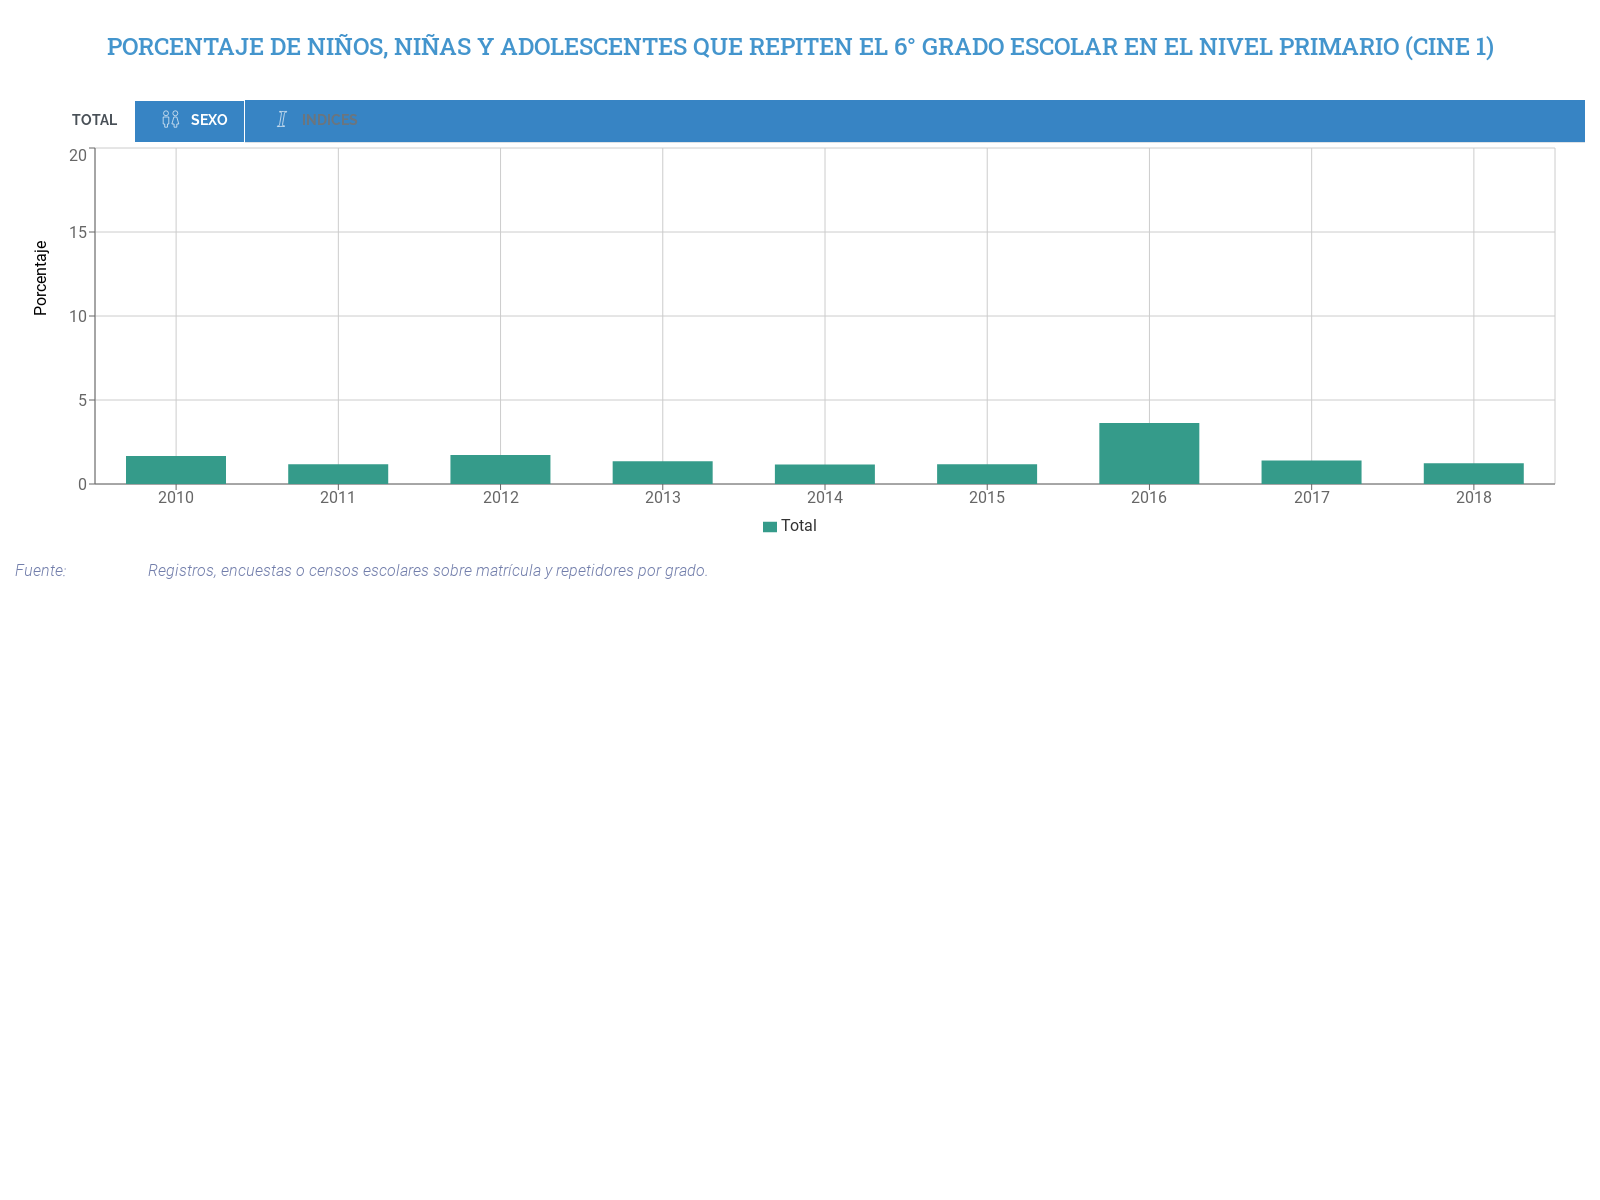 PORCENTAJE DE NIÑOS, NIÑAS Y ADOLESCENTES QUE REPITEN EL 6° GRADO ESCOLAR EN EL NIVEL PRIMARIO (CINE 1)
TOTAL SEXO INDICES
Porcentaje
20
15
10
5
0
2010 2011 2012 2013 2014 2015 2016 2017 2018
Total
Fuente: Registros, encuestas o censos escolares sobre matrícula y repetidores por grado.